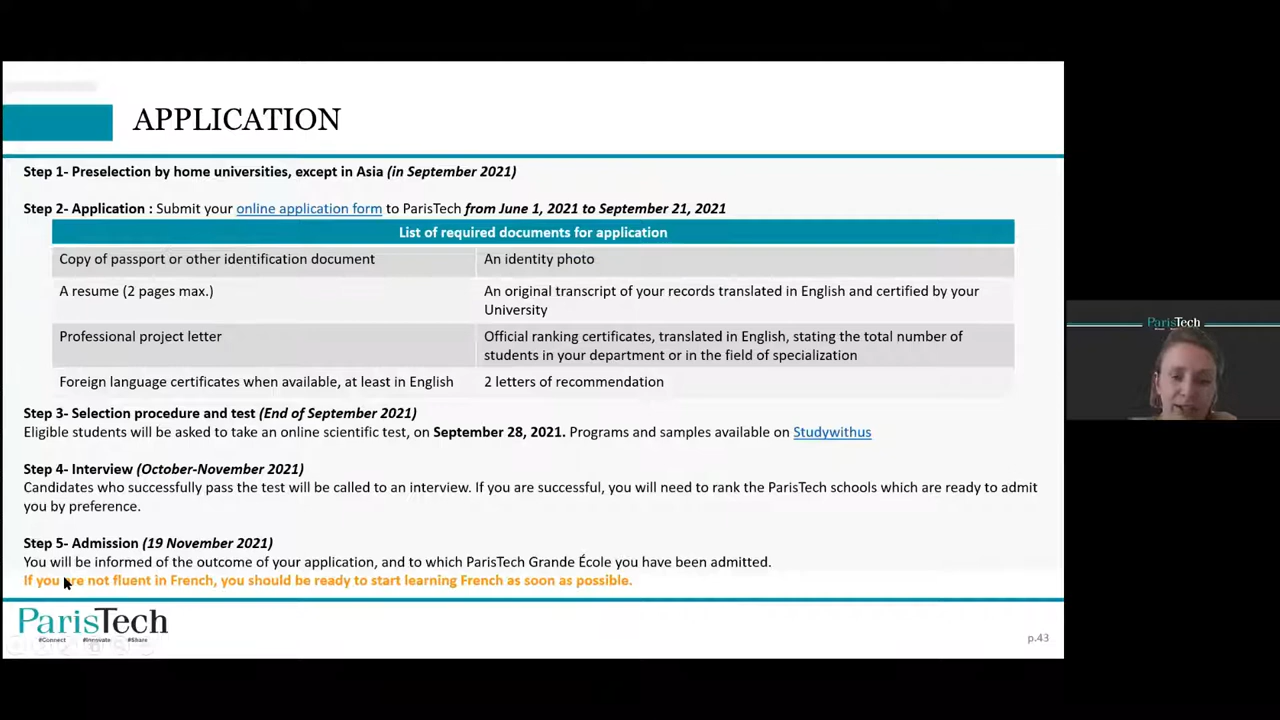 APPLICATION
Step 1- Preselection by home universities, except in Asia (in September 2021)
Step 2- Application : Submit your online application form to ParisTech from June 1, 2021 to September 21, 2021
List of required documents for application
Copy of passport or other identification document
An identity photo
A resume (2 pages max.)
An original transcript of your records translated in English and certified by your
University
Professional project letter
Official ranking certificates, translated in English, stating the total number of
students in your department or in the field of specialization
Foreign language certificates when available, at least in English
2 letters of recommendation
Step 3- Selection procedure and test (End of September 2021)
Eligible students will be asked to take an online scientific test, on September 28, 2021. Programs and samples available on Studywithus
Step 4- Interview (October-November 2021)
Candidates who successfully pass the test will be called to an interview. If you are successful, you will need to rank the ParisTech schools which are ready to admit
you by preference.
Step 5- Admission (19 November 2021)
You will be informed of the outcome of your application, and to which ParisTech Grande École you have been admitted.
If you are not fluent in French, you should be ready to start learning French as soon as possible.
ParisTech
#Connect #Innovate #Share
p.43
ParisTech